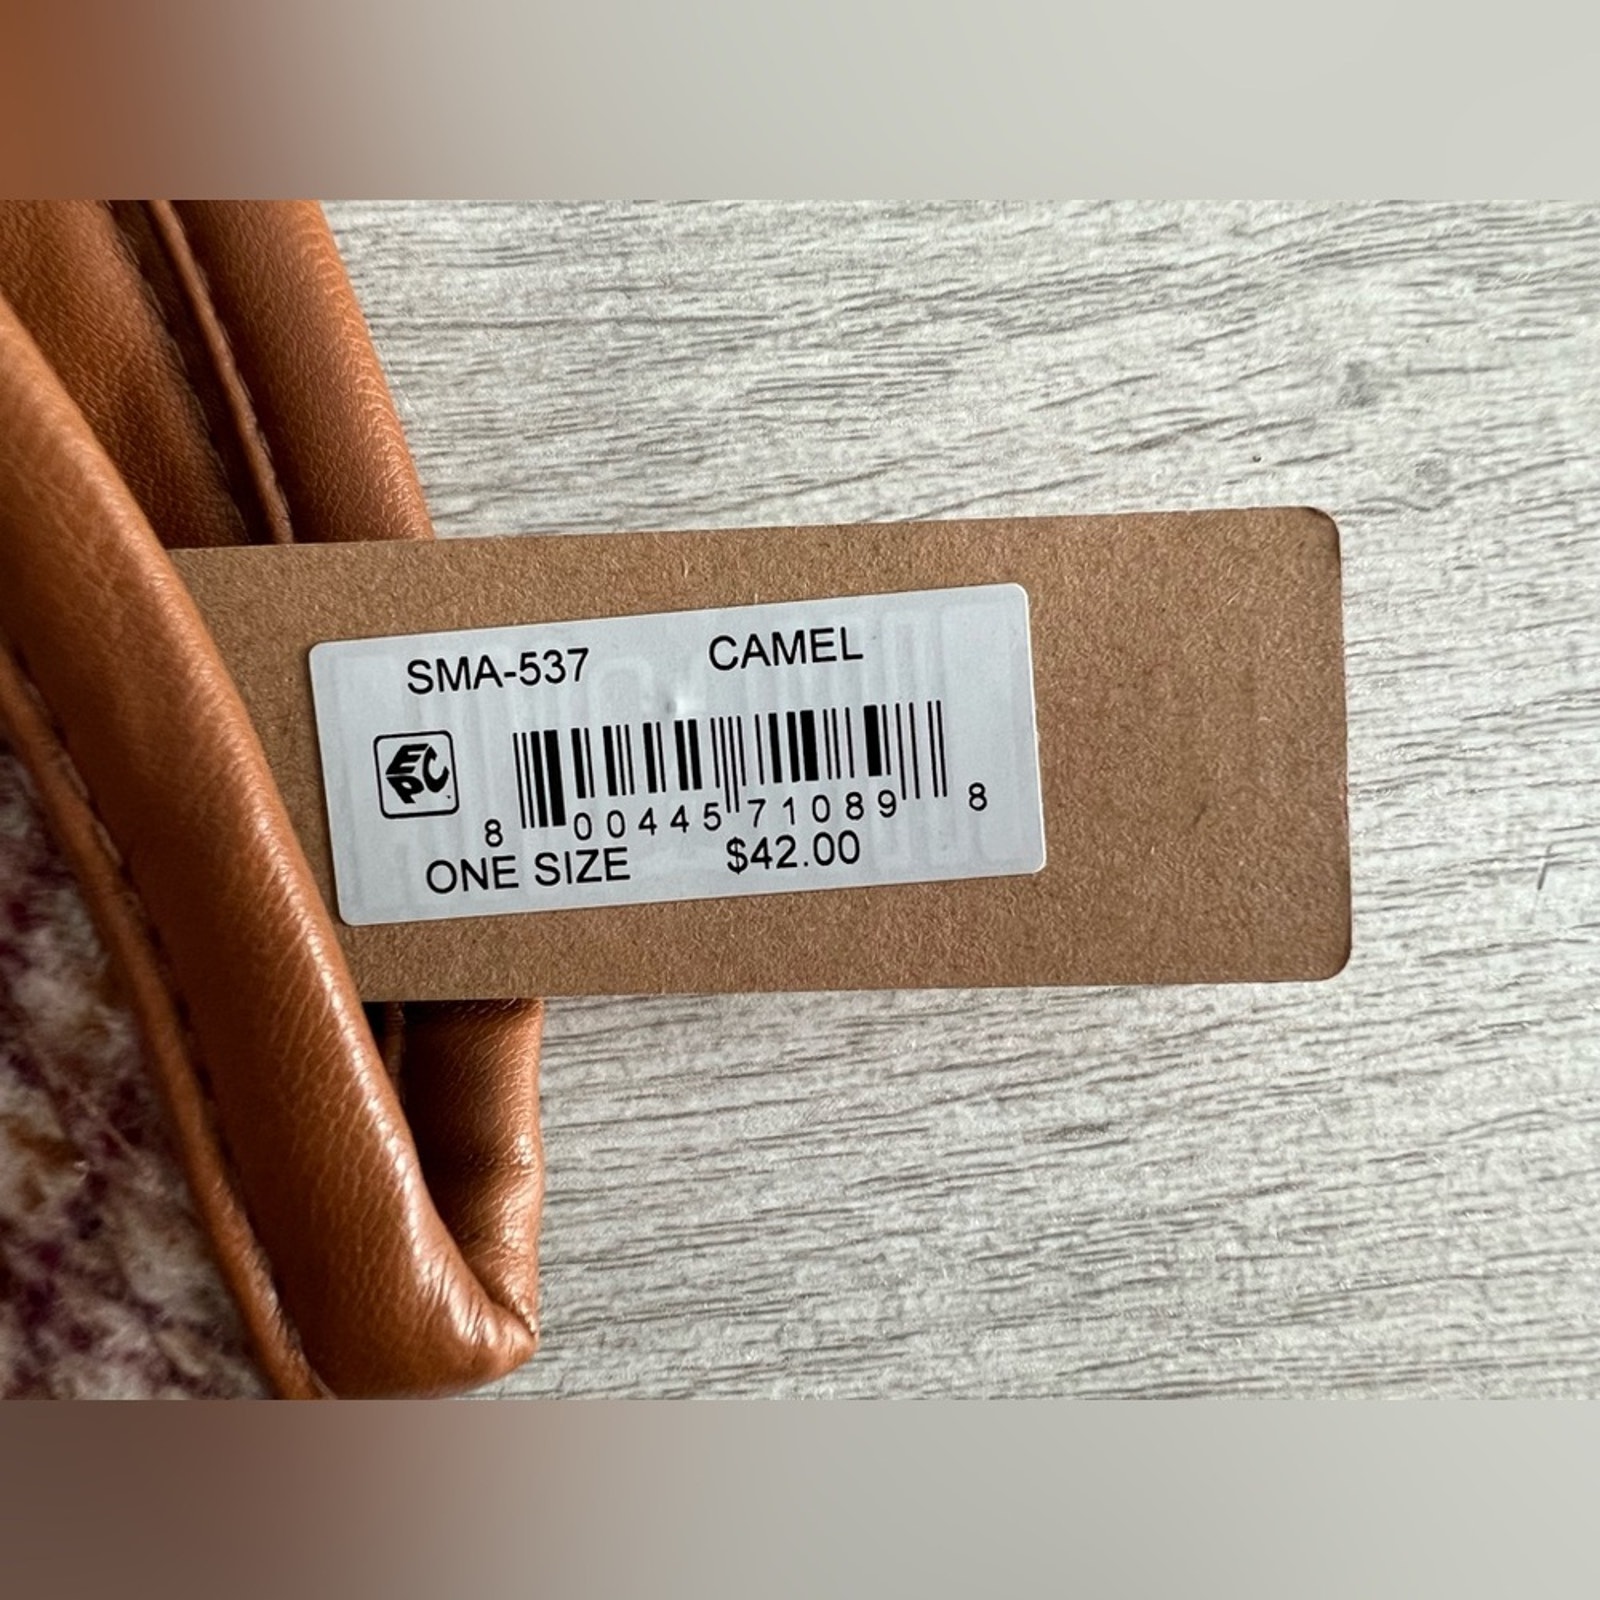 SMA-537 CAMEL
EPC
8 00445 71089 8
ONE SIZE $42.00